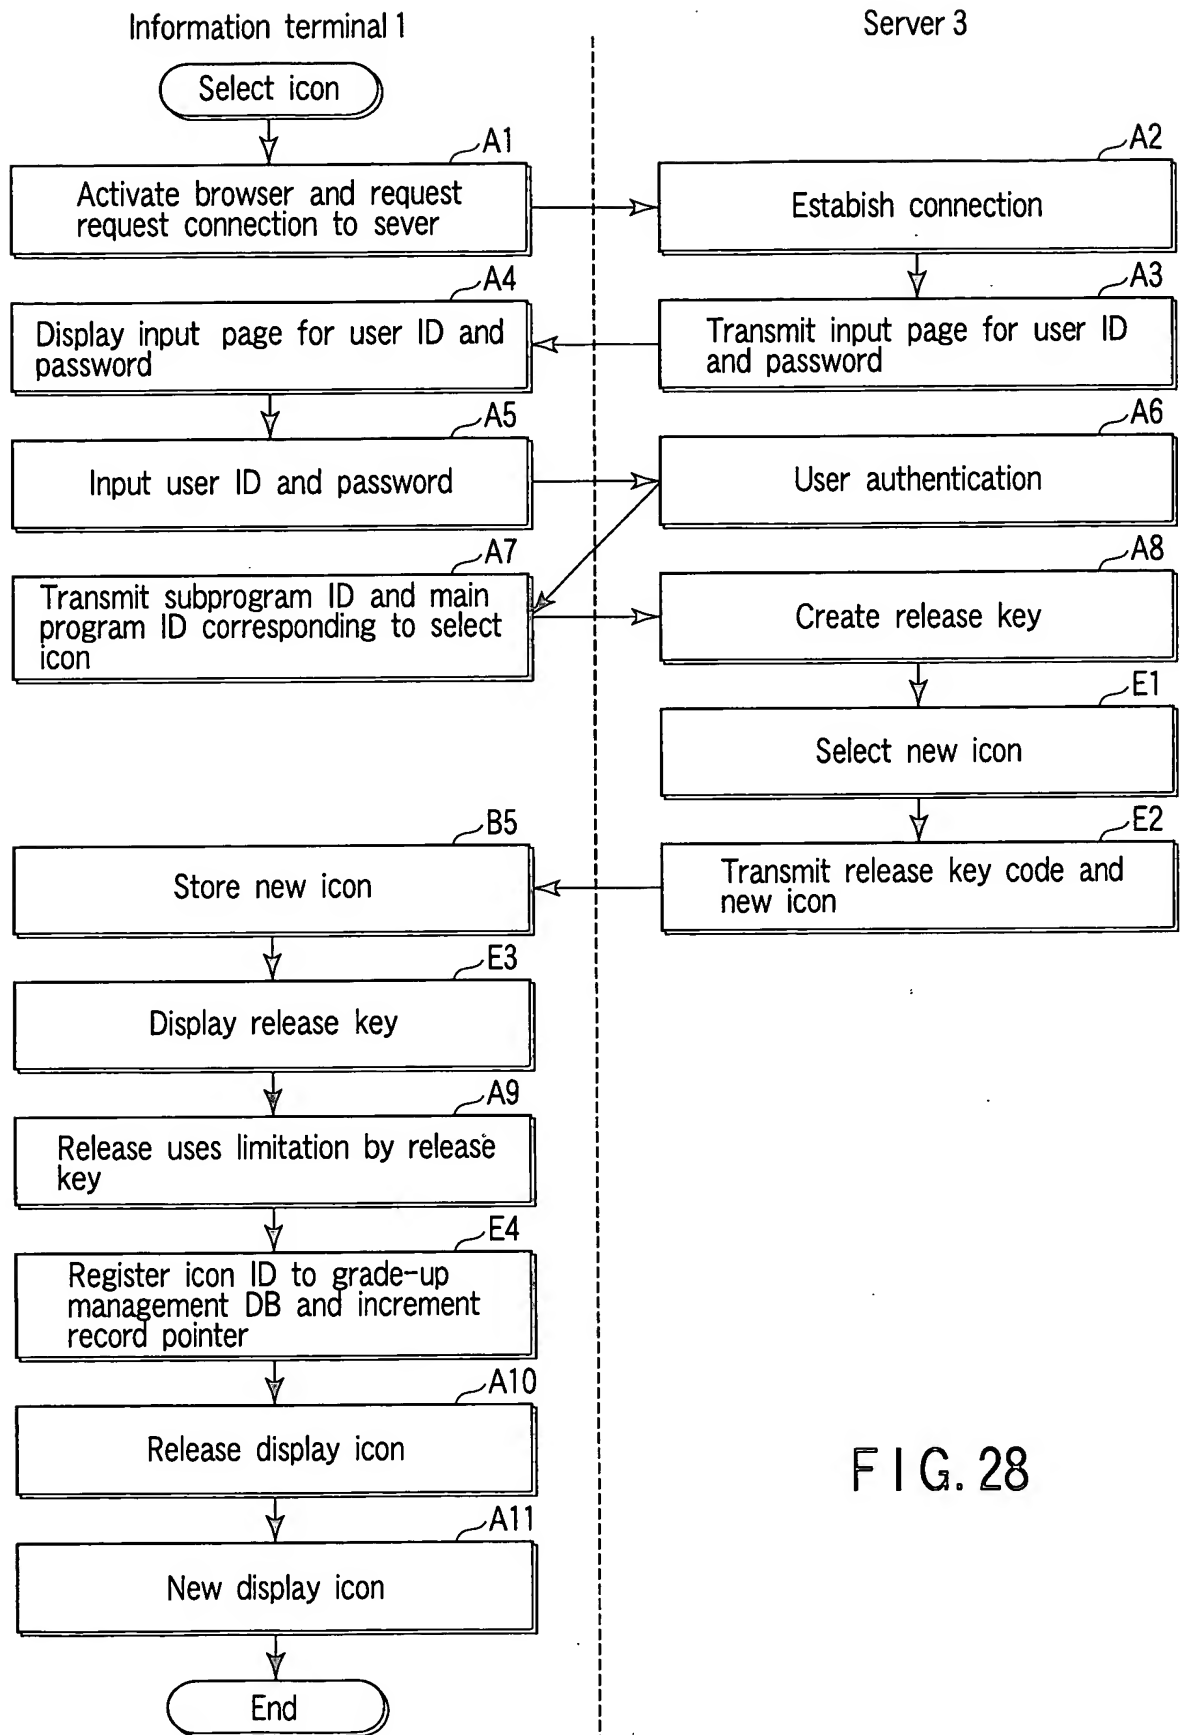 Information terminal 1
Server 3
Select icon
A1
Activate browser and request
request connection to sever
A2
Estabish connection
A4
Display input page for user ID and
password
A3
Transmit input page for user ID
and password
A5
Input user ID and password
A6
User authentication
A7
Transmit subprogram ID and main
program ID corresponding to select
icon
A8
Create release key
E1
Select new icon
B5
Store new icon
E2
Transmit release key code and
new icon
E3
Display release key
A9
Release uses limitation by release
key
E4
Register icon ID to grade-up
management DB and increment
record pointer
A10
Release display icon
A11
New display icon
End
FIG. 28